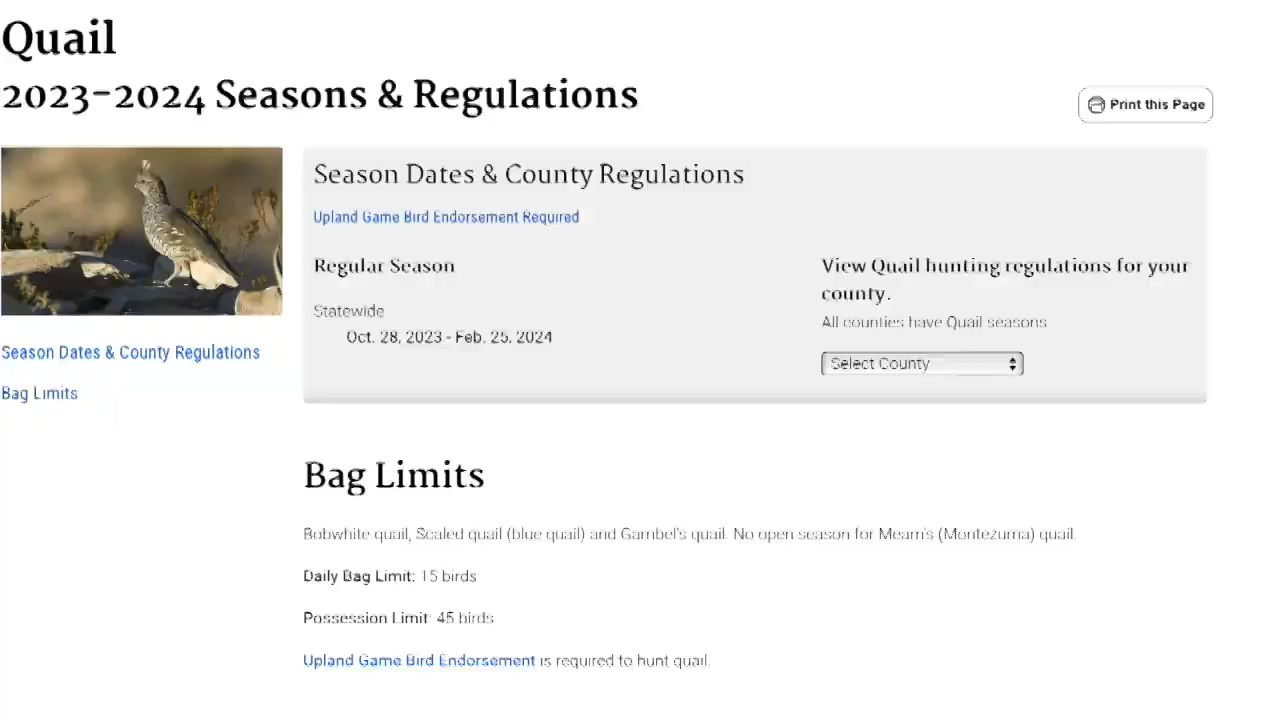 Quail
2023-2024 Seasons & Regulations
Print this Page
Season Dates & County Regulations
Bag Limits
Season Dates & County Regulations
Upland Game Bird Endorsement Required
Regular Season
Statewide
Oct. 28, 2023 - Feb. 25, 2024
View Quail hunting regulations for your
county.
All counties have Quail seasons
Select County
Bag Limits
Bobwhite quail, Scaled quail (blue quail) and Gambel's quail. No open season for Mearn's (Montezuma) quail.
Daily Bag Limit: 15 birds
Possession Limit: 45 birds
Upland Game Bird Endorsement is required to hunt quail.